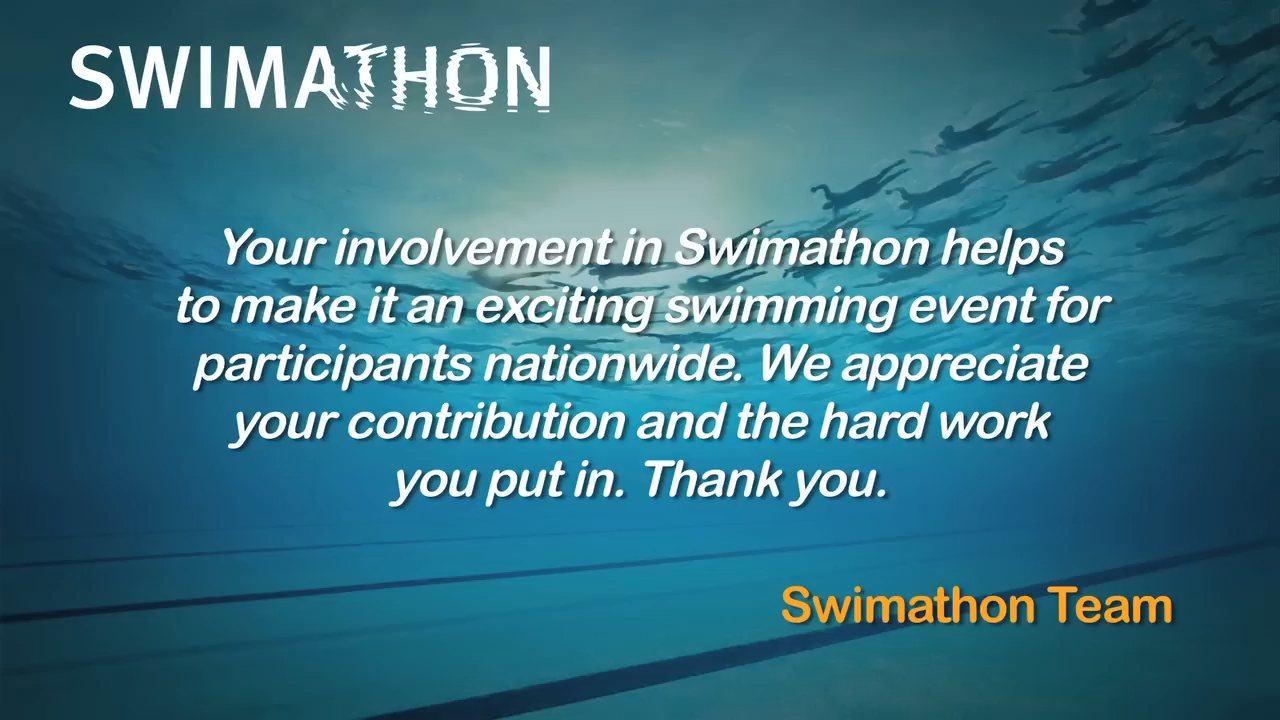 SWIMATHON
Your involvement in Swimathon helps
to make it an exciting swimming event for
participants nationwide. We appreciate
your contribution and the hard work
you put in. Thank you.
Swimathon Team